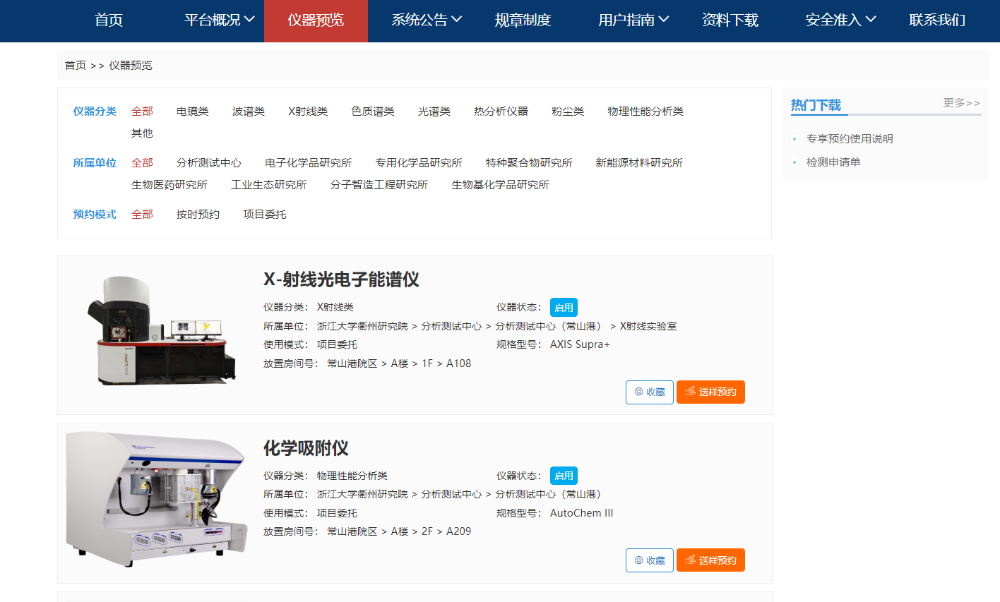 首页 平台概况 仪器预览 系统公告 规章制度 用户指南 资料下载 安全准入 联系我们
首页 >> 仪器预览
仪器分类 全部 电镜类 波谱类 X射线类 色质谱类 光谱类 热分析仪器 粉尘类 物理性能分析类
其他
所属单位 全部 分析测试中心 电子化学品研究所 专用化学品研究所 特种聚合物研究所 新能源材料研究所
生物医药研究所 工业生态研究所 分子智造工程研究所 生物基化学品研究所
预约模式 全部 按时预约 项目委托
热门下载 更多>>
专享预约使用说明
检测申请单
X-射线光电子能谱仪
仪器分类： X射线类 仪器状态： 启用
所属单位： 浙江大学衢州研究院 > 分析测试中心 > 分析测试中心（常山港） > X射线实验室
使用模式： 项目委托 规格型号： AXIS Supra+
放置房间号： 常山港院区 > A楼 > 1F > A108
收藏 送样预约
化学吸附仪
仪器分类： 物理性能分析类 仪器状态： 启用
所属单位： 浙江大学衢州研究院 > 分析测试中心 > 分析测试中心（常山港）
使用模式： 项目委托 规格型号： AutoChem III
放置房间号： 常山港院区 > A楼 > 2F > A209
收藏 送样预约